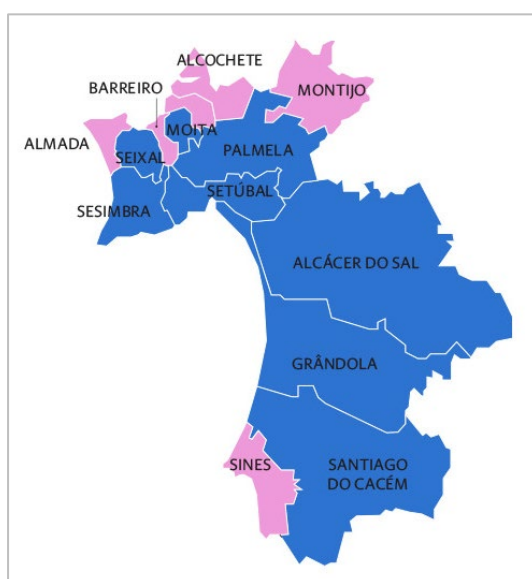 ALCOCHETE
BARREIRO
MONTIJO
MOITA
ALMADA
PALMELA
SEIXAL
SETÚBAL
SESIMBRA
ALCÁCER DO SAL
GRÂNDOLA
SINES
SANTIAGO
DO CACÉM